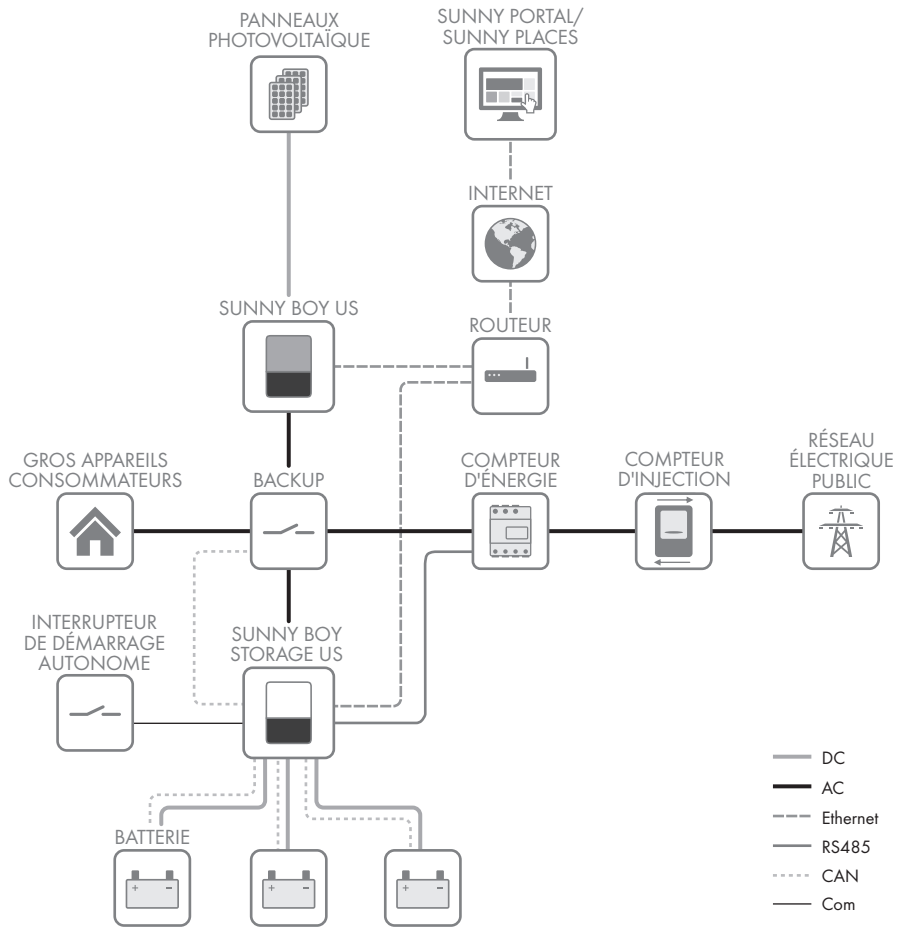 PANNEAUX
PHOTOVOLTAÏQUE
SUNNY PORTAL/
SUNNY PLACES
INTERNET
SUNNY BOY US
ROUTEUR
GROS APPAREILS
CONSOMMATEURS
BACKUP
COMPTEUR
D'ÉNERGIE
COMPTEUR
D'INJECTION
RÉSEAU
ÉLECTRIQUE
PUBLIC
INTERRUPTEUR
DE DÉMARRAGE
AUTONOME
SUNNY BOY
STORAGE US
BATTERIE
DC
AC
Ethernet
RS485
CAN
Com